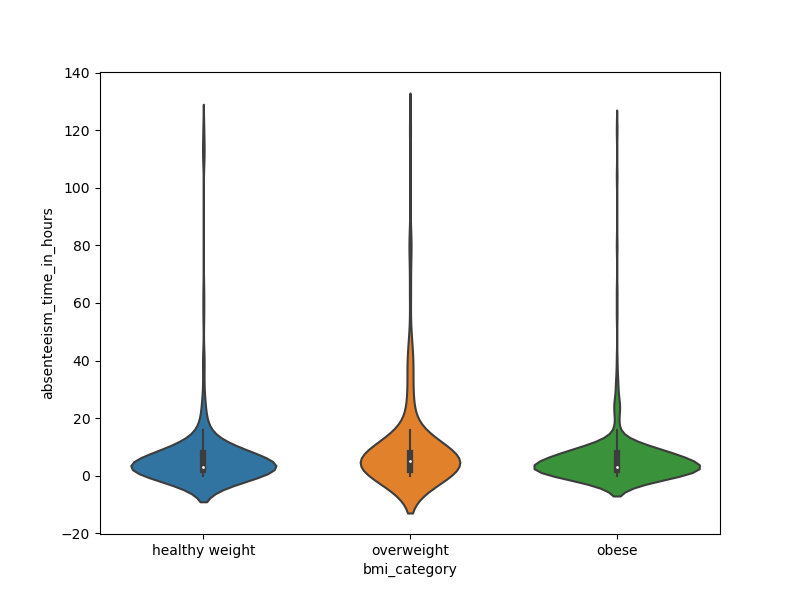 140
120
100
80
60
40
20
0
−20
absenteeism_time_in_hours
healthy weight
overweight
obese
bmi_category